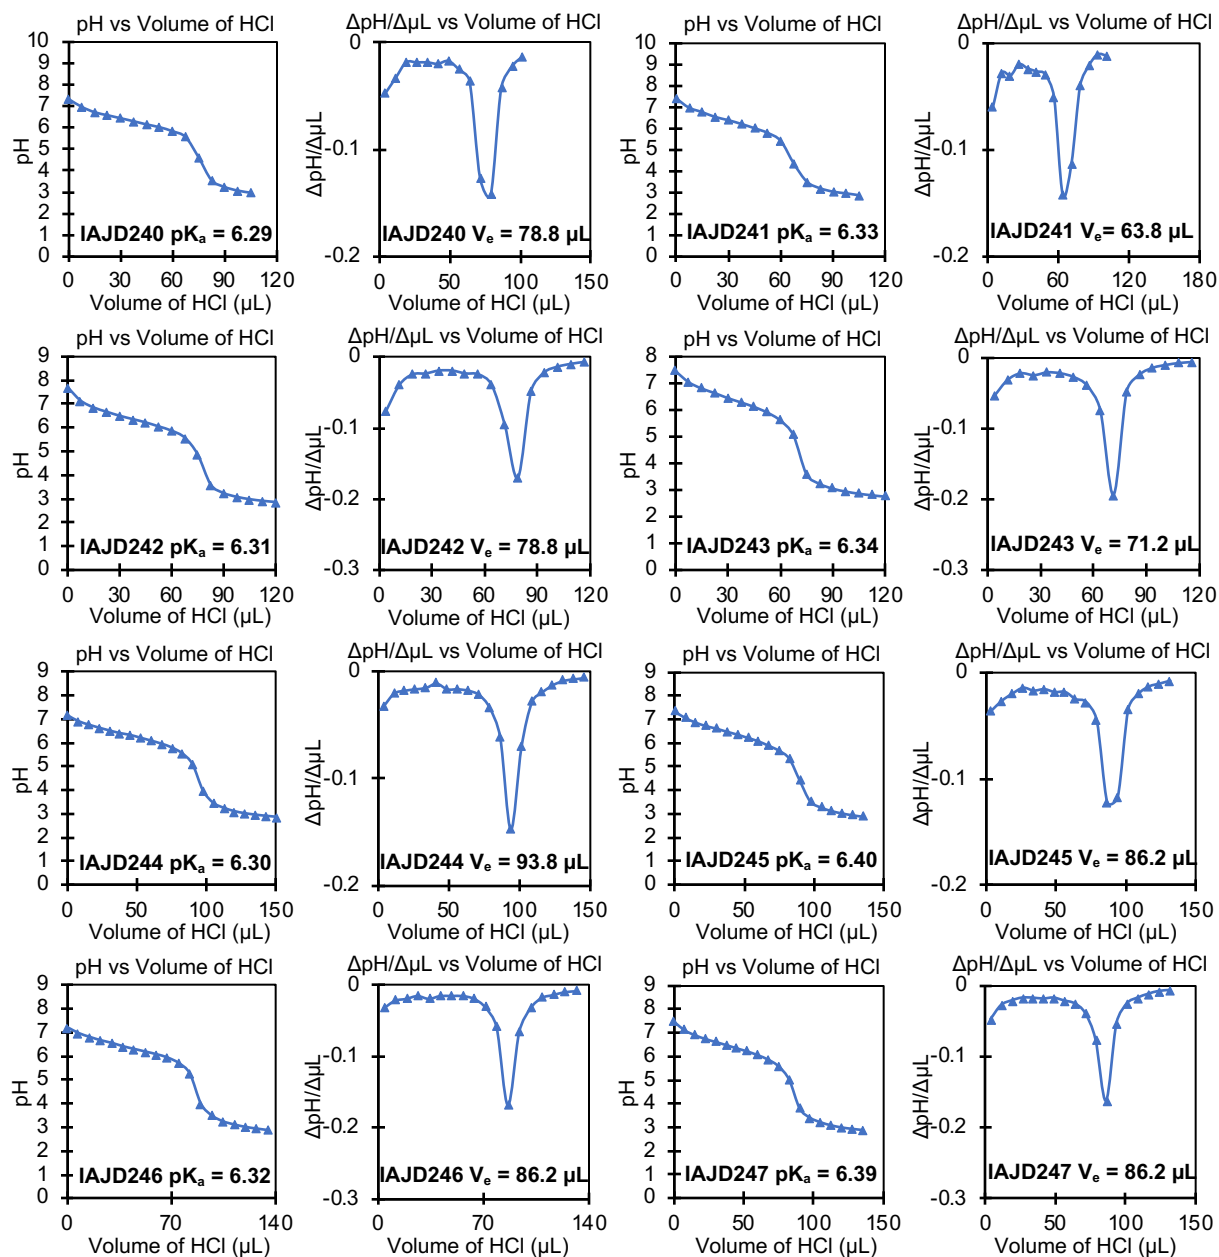 pH vs Volume of HCl
10
9
8
7
6
5
4
3
2
1
0
pH
IAJD240 pKₐ = 6.29
0 30 60 90 120
Volume of HCl (µL)
ΔpH/ΔµL vs Volume of HCl
0
-0.1
-0.2
ΔpH/ΔµL
IAJD240 Vₑ = 78.8 µL
0 50 100 150
Volume of HCl (µL)
pH vs Volume of HCl
10
9
8
7
6
5
4
3
2
1
0
pH
IAJD241 pKₐ = 6.33
0 30 60 90 120
Volume of HCl (µL)
ΔpH/ΔµL vs Volume of HCl
0
-0.1
-0.2
ΔpH/ΔµL
IAJD241 Vₑ= 63.8 µL
0 60 120 180
Volume of HCl (µL)
pH vs Volume of HCl
9
8
7
6
5
4
3
2
1
0
pH
IAJD242 pKₐ = 6.31
0 30 60 90 120
Volume of HCl (µL)
ΔpH/ΔµL vs Volume of HCl
0
-0.1
-0.2
-0.3
ΔpH/ΔµL
IAJD242 Vₑ = 78.8 µL
0 30 60 90 120
Volume of HCl (µL)
pH vs Volume of HCl
8
7
6
5
4
3
2
1
0
pH
IAJD243 pKₐ = 6.34
0 30 60 90 120
Volume of HCl (µL)
ΔpH/ΔµL vs Volume of HCl
0
-0.1
-0.2
-0.3
ΔpH/ΔµL
IAJD243 Vₑ = 71.2 µL
0 30 60 90 120
Volume of HCl (µL)
pH vs Volume of HCl
9
8
7
6
5
4
3
2
1
0
pH
IAJD244 pKₐ = 6.30
0 50 100 150
Volume of HCl (µL)
ΔpH/ΔµL vs Volume of HCl
0
-0.1
-0.2
ΔpH/ΔµL
IAJD244 Vₑ = 93.8 µL
0 50 100 150
Volume of HCl (µL)
pH vs Volume of HCl
9
8
7
6
5
4
3
2
1
0
pH
IAJD245 pKₐ = 6.40
0 50 100 150
Volume of HCl (µL)
ΔpH/ΔµL vs Volume of HCl
0
-0.1
-0.2
ΔpH/ΔµL
IAJD245 Vₑ = 86.2 µL
0 50 100 150
Volume of HCl (µL)
pH vs Volume of HCl
9
8
7
6
5
4
3
2
1
0
pH
IAJD246 pKₐ = 6.32
0 70 140
Volume of HCl (µL)
ΔpH/ΔµL vs Volume of HCl
0
-0.1
-0.2
-0.3
ΔpH/ΔµL
IAJD246 Vₑ = 86.2 µL
0 70 140
Volume of HCl (µL)
pH vs Volume of HCl
9
8
7
6
5
4
3
2
1
0
pH
IAJD247 pKₐ = 6.39
0 50 100 150
Volume of HCl (µL)
ΔpH/ΔµL vs Volume of HCl
0
-0.1
-0.2
-0.3
ΔpH/ΔµL
IAJD247 Vₑ = 86.2 µL
0 50 100 150
Volume of HCl (µL)